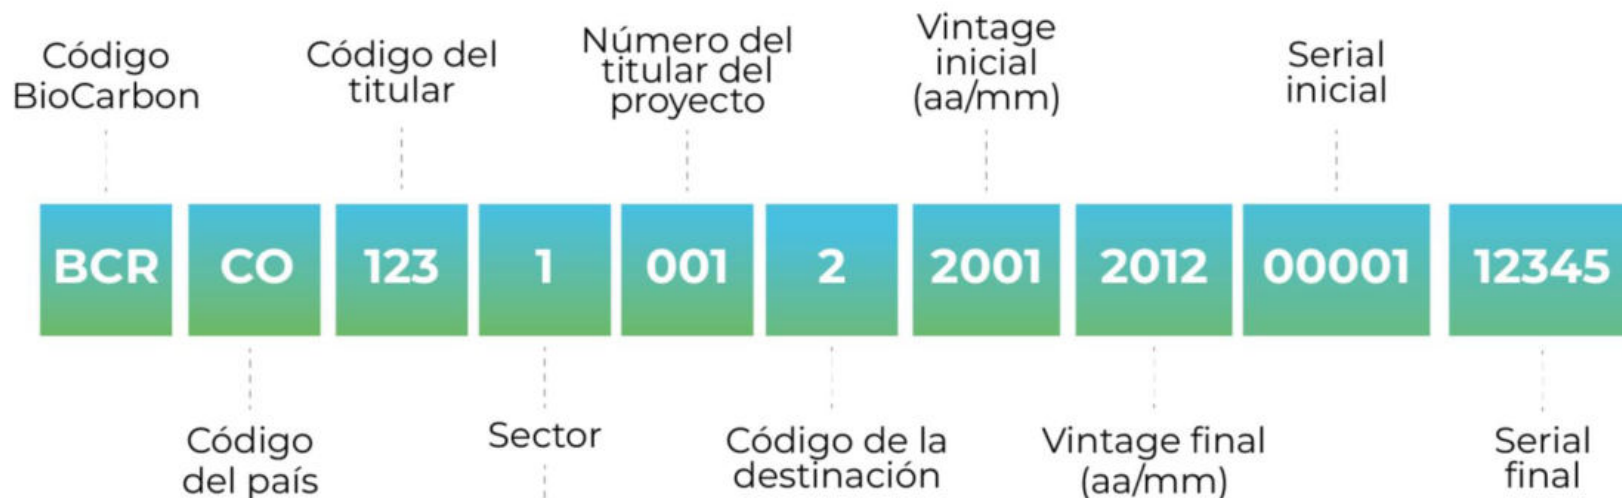 Código
BioCarbon
Código del
titular
Número del
titular del
proyecto
Vintage
inicial
(aa/mm)
Serial
inicial
BCR CO 123 1 001 2 2001 2012 00001 12345
Código
del país
Sector
Código de la
destinación
Vintage final
(aa/mm)
Serial
final